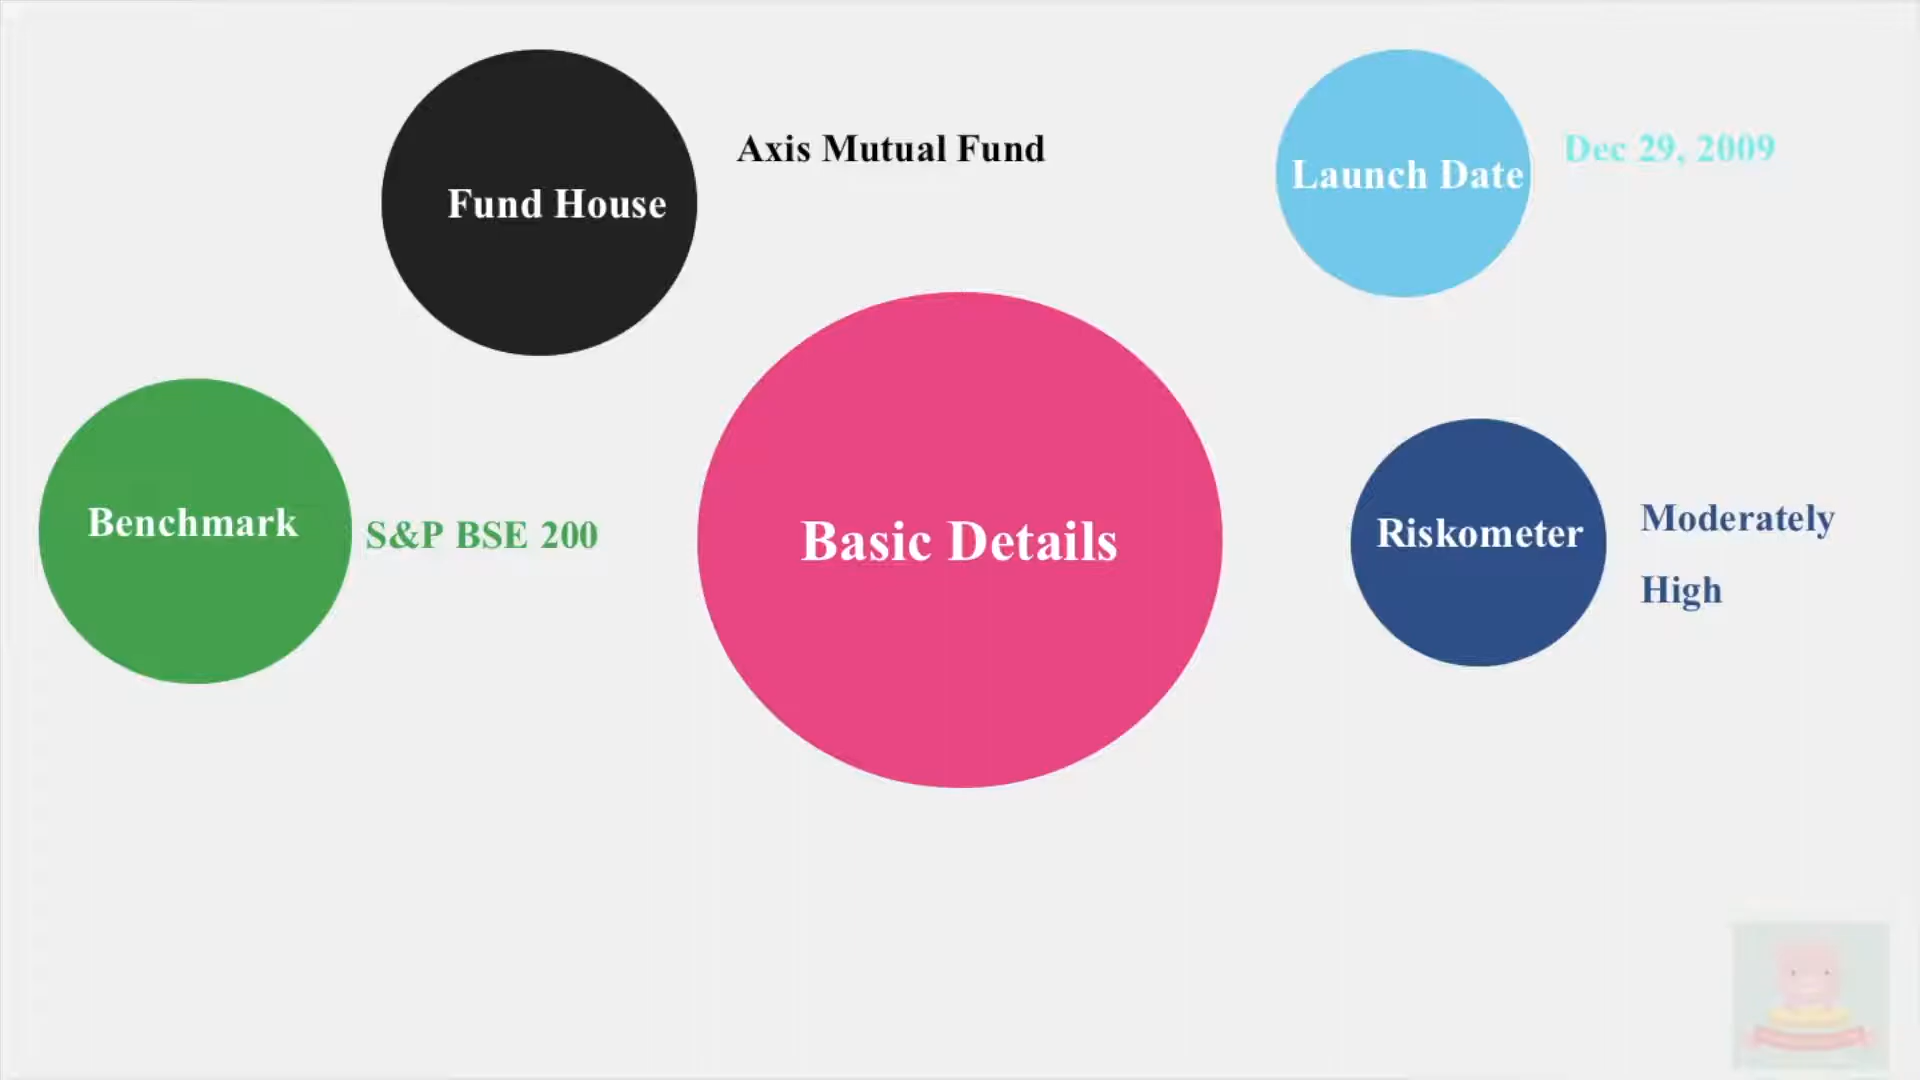 Fund House
Axis Mutual Fund
Launch Date
Dec 29, 2009
Benchmark
S&P BSE 200
Basic Details
Riskometer
Moderately
High